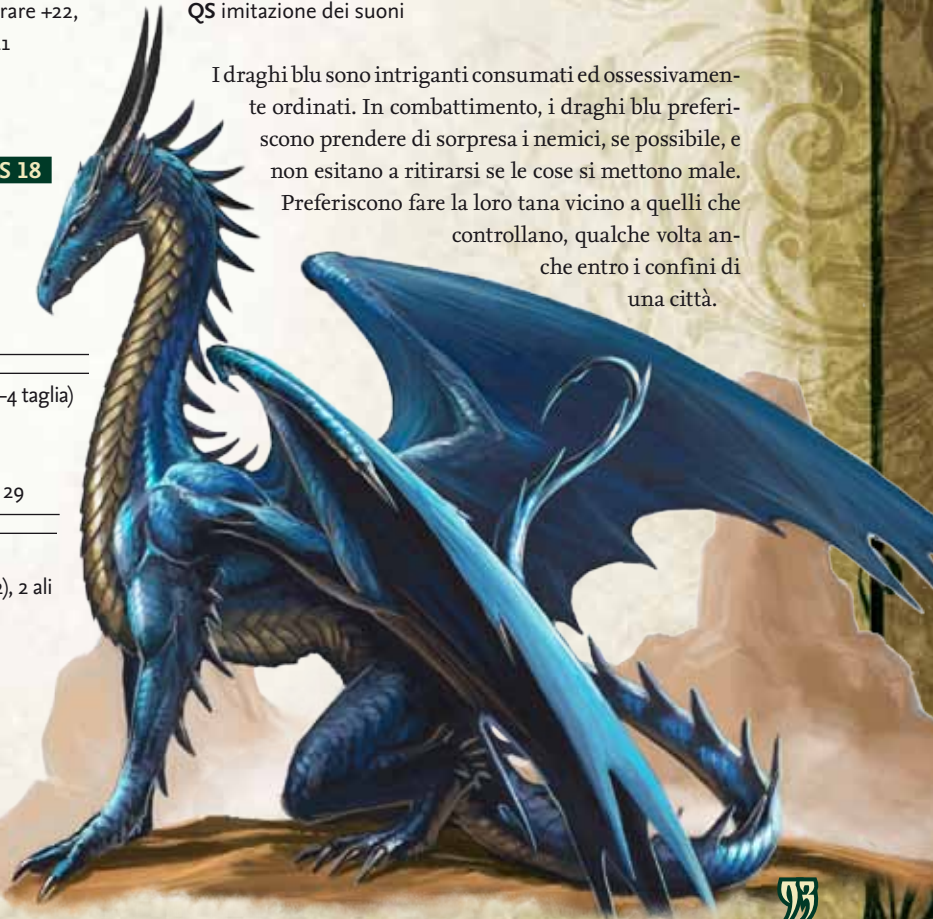 rare +22,
QS imitazione dei suoni
I draghi blu sono intriganti consumati ed ossessivamen-
te ordinati. In combattimento, i draghi blu preferi-
scono prendere di sorpresa i nemici, se possibile, e
non esitano a ritirarsi se le cose si mettono male.
Preferiscono fare la loro tana vicino a quelli che
controllano, qualche volta an-
che entro i confini di
una città.
S 18
–4 taglia)
29
), 2 ali
93